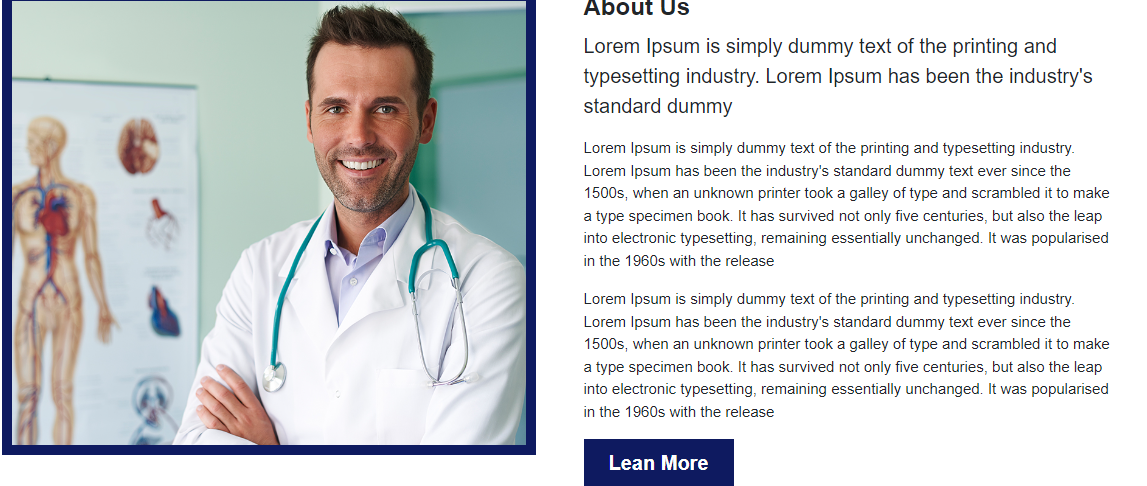 About Us
Lorem Ipsum is simply dummy text of the printing and
typesetting industry. Lorem Ipsum has been the industry's
standard dummy
Lorem Ipsum is simply dummy text of the printing and typesetting industry.
Lorem Ipsum has been the industry's standard dummy text ever since the
1500s, when an unknown printer took a galley of type and scrambled it to make
a type specimen book. It has survived not only five centuries, but also the leap
into electronic typesetting, remaining essentially unchanged. It was popularised
in the 1960s with the release
Lorem Ipsum is simply dummy text of the printing and typesetting industry.
Lorem Ipsum has been the industry's standard dummy text ever since the
1500s, when an unknown printer took a galley of type and scrambled it to make
a type specimen book. It has survived not only five centuries, but also the leap
into electronic typesetting, remaining essentially unchanged. It was popularised
in the 1960s with the release
Lean More